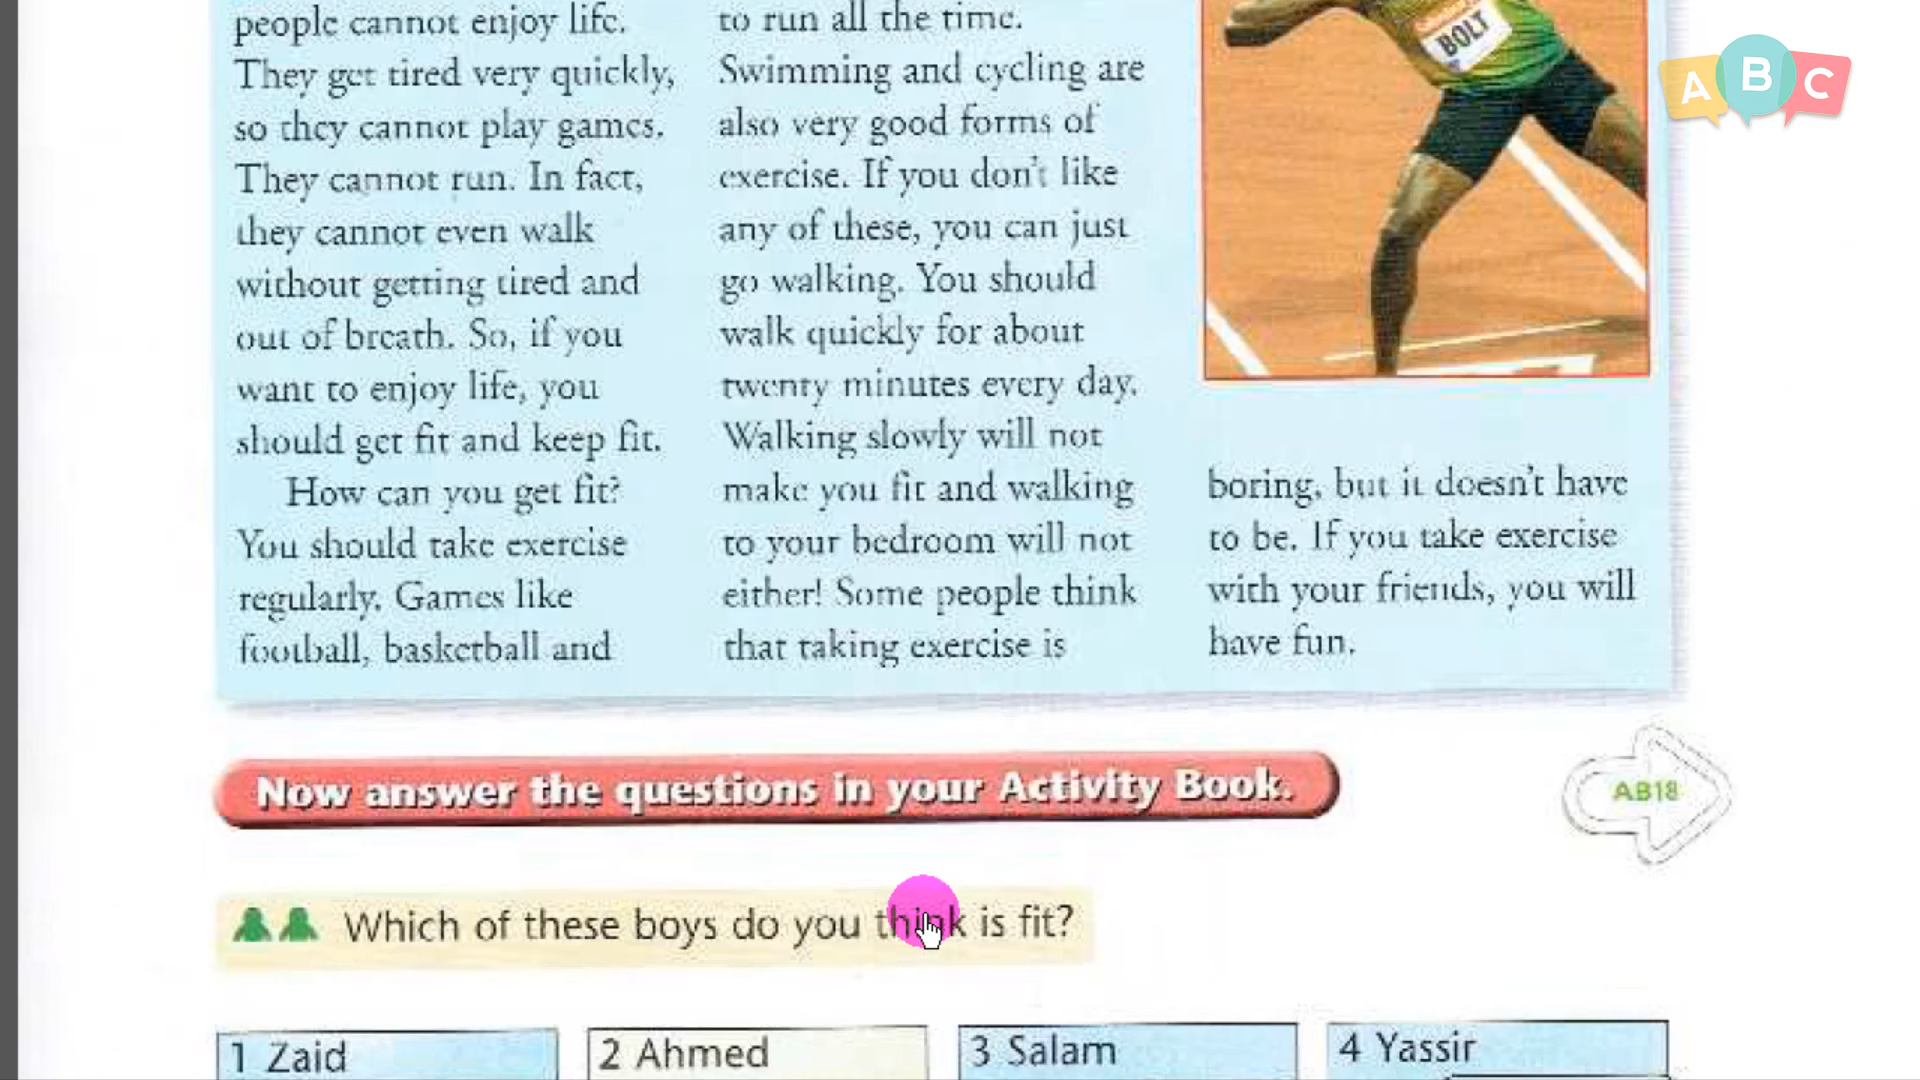 people cannot enjoy life.
They get tired very quickly,
so they cannot play games.
They cannot run. In fact,
they cannot even walk
without getting tired and
out of breath. So, if you
want to enjoy life, you
should get fit and keep fit.
How can you get fit?
You should take exercise
regularly. Games like
football, basketball and
to run all the time.
Swimming and cycling are
also very good forms of
exercise. If you don't like
any of these, you can just
go walking. You should
walk quickly for about
twenty minutes every day.
Walking slowly will not
make you fit and walking
to your bedroom will not
either! Some people think
that taking exercise is
BOLT
A B C
boring, but it doesn't have
to be. If you take exercise
with your friends, you will
have fun.
Now answer the questions in your Activity Book.
AB18
Which of these boys do you think is fit?
1 Zaid
2 Ahmed
3 Salam
4 Yassir